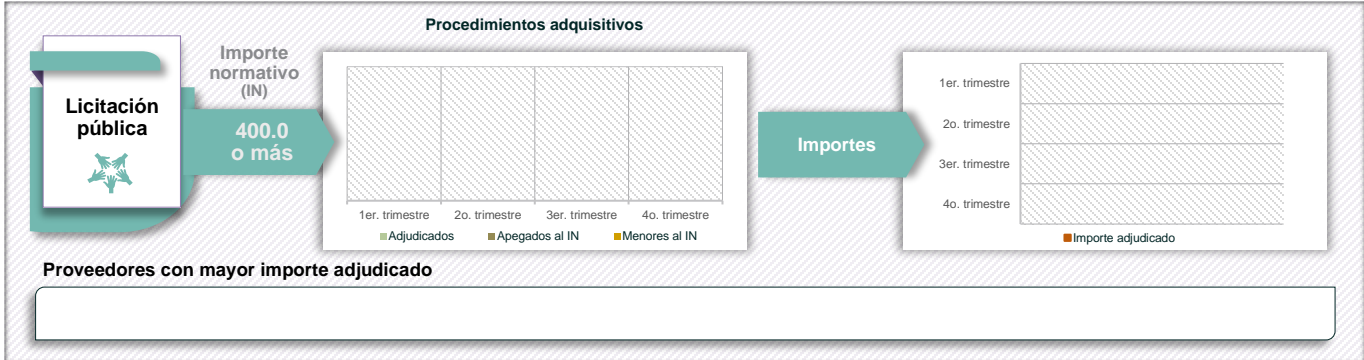 Procedimientos adquisitivos
Licitación
pública
Importe
normativo
(IN)
400.0
o más
1er. trimestre
2o. trimestre
3er. trimestre
4o. trimestre
Adjudicados
Apegados al IN
Menores al IN
Importes
1er. trimestre
2o. trimestre
3er. trimestre
4o. trimestre
Importe adjudicado
Proveedores con mayor importe adjudicado